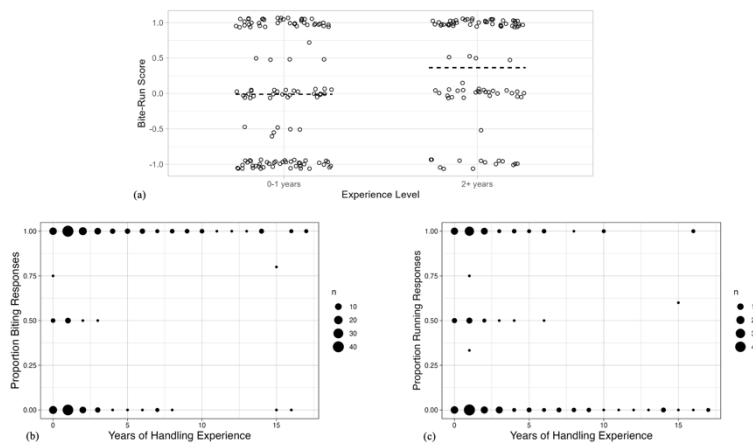 1.0
0.5
0.0
-0.5
-1.0
Bite-Run Score
0-1 years
2+ years
Experience Level
(a)
1.00
0.75
0.50
0.25
0.00
Proportion Biting Responses
0
5
10
15
Years of Handling Experience
(b)
n
10
20
30
40
1.00
0.75
0.50
0.25
0.00
Proportion Running Responses
0
5
10
15
Years of Handling Experience
(c)
n